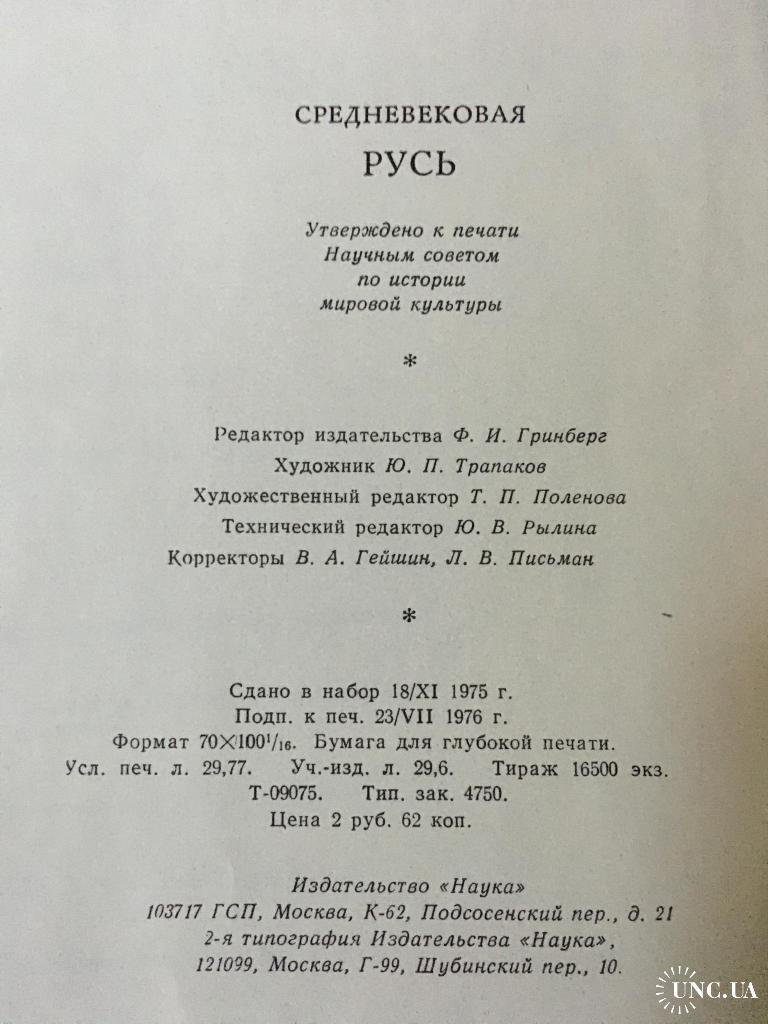 СРЕДНЕВЕКОВАЯ
РУСЬ
Утверждено к печати
Научным советом
по истории
мировой культуры
*
Редактор издательства Ф. И. Гринберг
Художник Ю. П. Трапаков
Художественный редактор Т. П. Поленова
Технический редактор Ю. В. Рылина
Корректоры В. А. Гейшин, Л. В. Письман
*
Сдано в набор 18/XI 1975 г.
Подп. к печ. 23/VII 1976 г.
Формат 70×100¹/₁₆. Бумага для глубокой печати.
Усл. печ. л. 29,77. Уч.-изд. л. 29,6. Тираж 16500 экз.
Т-09075. Тип. зак. 4750.
Цена 2 руб. 62 коп.
Издательство «Наука»
103717 ГСП, Москва, К-62, Подсосенский пер., д. 21
2-я типография Издательства «Наука»,
121099, Москва, Г-99, Шубинский пер., 10.
UNC.UA